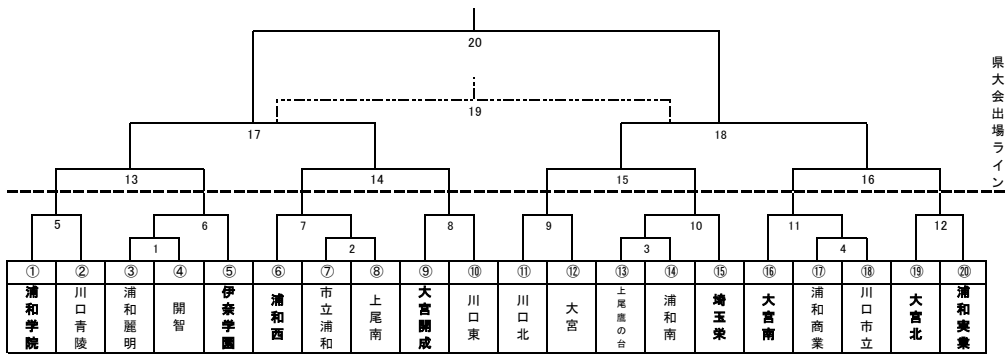 20
19
17
18
県大会出場ライン
13
14
15
16
5
6
7
8
9
10
11
12
1
2
3
4
① ② ③ ④ ⑤ ⑥ ⑦ ⑧ ⑨ ⑩ ⑪ ⑫ ⑬ ⑭ ⑮ ⑯ ⑰ ⑱ ⑲ ⑳
浦和学院
川口青陵
浦和麗明
開智
伊奈学園
浦和西
市立浦和
上尾南
大宮開成
川口東
川口北
大宮
上尾鷹の台
浦和南
埼玉栄
大宮南
浦和商業
川口市立
大宮北
浦和実業